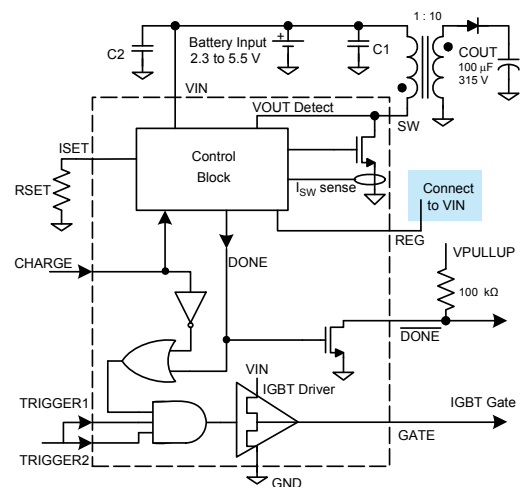 1 : 10
C2
Battery Input
2.3 to 5.5 V
+
C1
COUT
100 μF
315 V
VIN
VOUT Detect
SW
ISET
RSET
Control
Block
ISW sense
Connect
to VIN
REG
CHARGE
DONE
VPULLUP
100 kΩ
DONE
VIN
IGBT Driver
IGBT Gate
TRIGGER1
GATE
TRIGGER2
GND